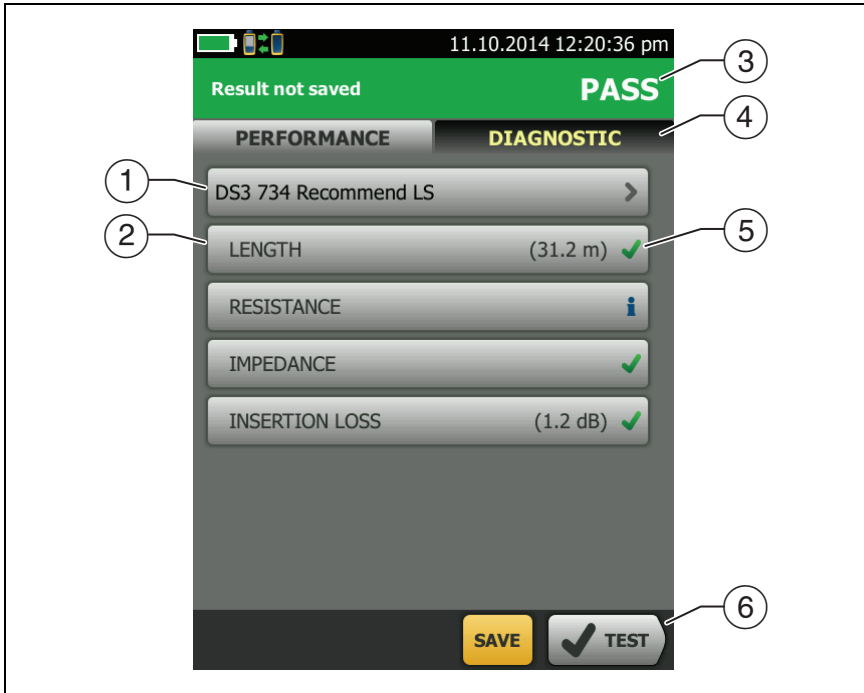 11.10.2014 12:20:36 pm
Result not saved PASS
PERFORMANCE DIAGNOSTIC
DS3 734 Recommend LS
LENGTH (31.2 m)
RESISTANCE i
IMPEDANCE
INSERTION LOSS (1.2 dB)
SAVE TEST
1
2
3
4
5
6